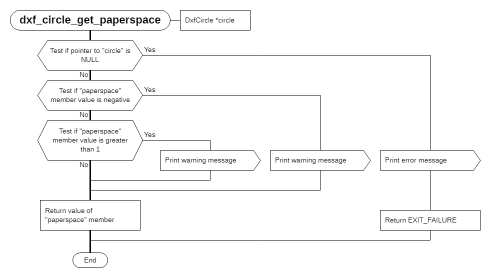 dxf_circle_get_paperspace
DxfCircle *circle
Test if pointer to "circle" is
NULL
Yes
No
Test if "paperspace"
member value is negative
Yes
No
Test if "paperspace"
member value is greater
than 1
Yes
No
Print warning message
Print warning message
Print error message
Return value of
"paperspace" member
Return EXIT_FAILURE
End